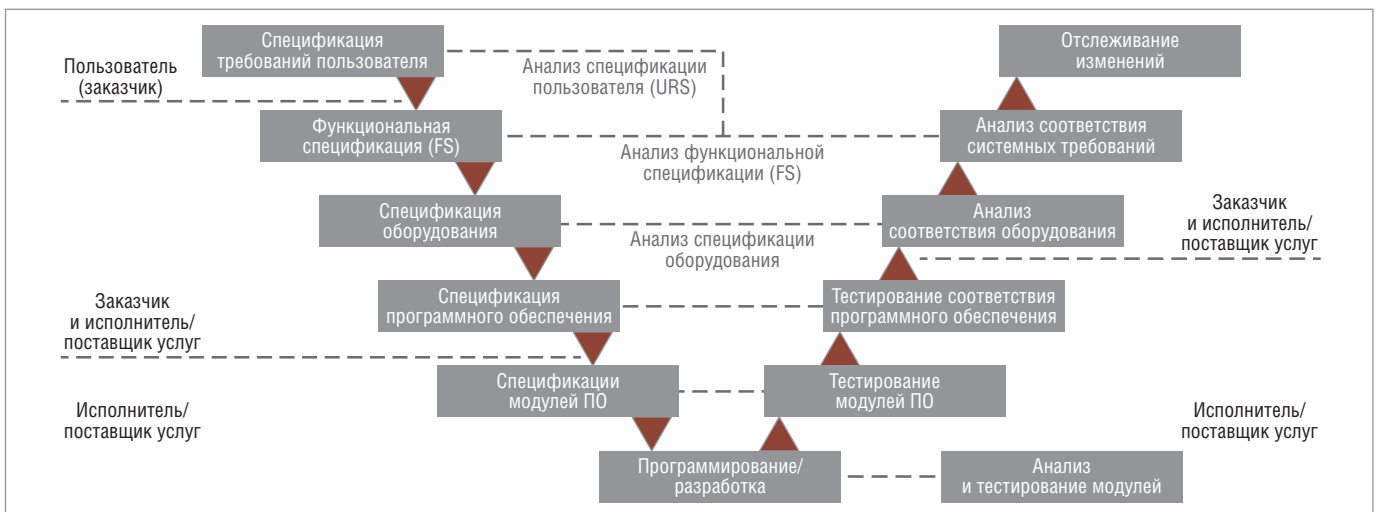 Спецификация
требований пользователя
Отслеживание
изменений
Пользователь
(заказчик)
Анализ спецификации
пользователя (URS)
Функциональная
спецификация (FS)
Анализ соответствия
системных требований
Анализ функциональной
спецификации (FS)
Спецификация
оборудования
Анализ
соответствия оборудования
Заказчик
и исполнитель/
поставщик услуг
Анализ спецификации
оборудования
Заказчик
и исполнитель/
поставщик услуг
Спецификация
программного обеспечения
Тестирование соответствия
программного обеспечения
Спецификации
модулей ПО
Тестирование
модулей ПО
Исполнитель/
поставщик услуг
Исполнитель/
поставщик услуг
Программирование/
разработка
Анализ
и тестирование модулей